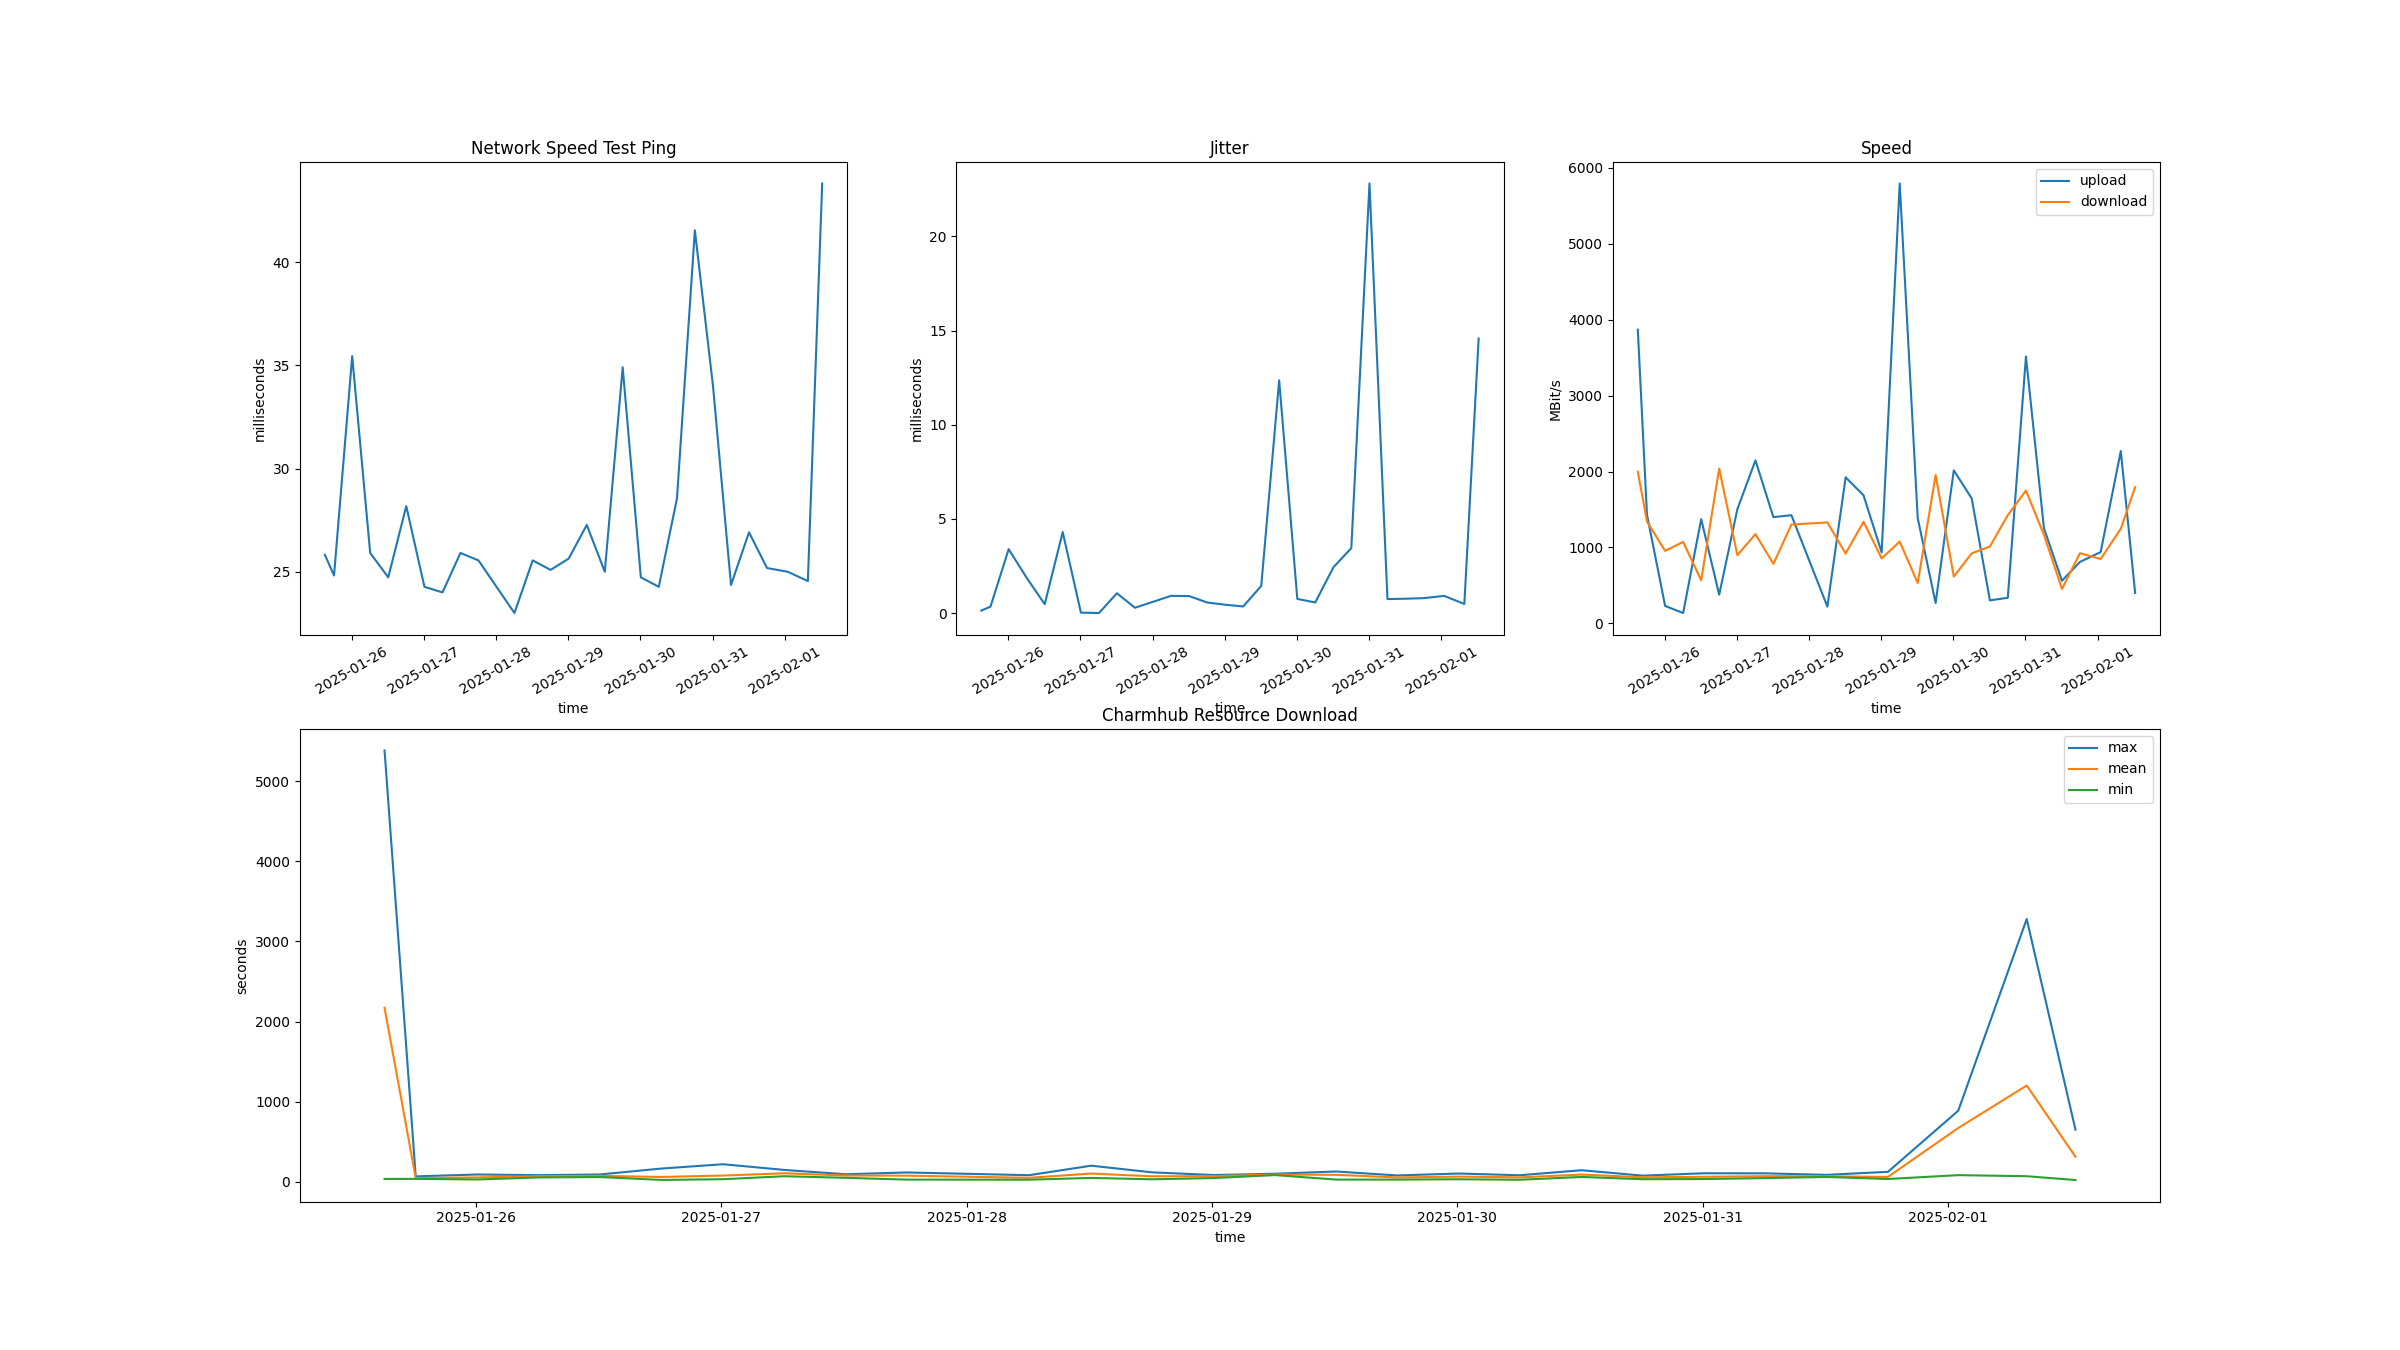 Network Speed Test Ping
milliseconds
40
35
30
25
2025-01-26
2025-01-27
2025-01-28
2025-01-29
2025-01-30
2025-01-31
2025-02-01
time
Jitter
milliseconds
20
15
10
5
0
2025-01-26
2025-01-27
2025-01-28
2025-01-29
2025-01-30
2025-01-31
2025-02-01
time
Speed
MBit/s
6000
5000
4000
3000
2000
1000
0
upload
download
2025-01-26
2025-01-27
2025-01-28
2025-01-29
2025-01-30
2025-01-31
2025-02-01
time
Charmhub Resource Download
seconds
5000
4000
3000
2000
1000
0
max
mean
min
2025-01-26
2025-01-27
2025-01-28
2025-01-29
2025-01-30
2025-01-31
2025-02-01
time